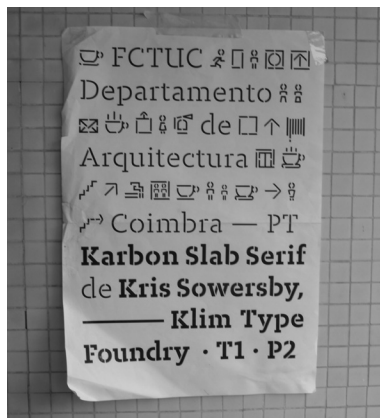 FCTUC
Departamento
de
Arquitectura
Coimbra — PT
Karbon Slab Serif
de Kris Sowersby,
——— Klim Type
Foundry · T1 · P2